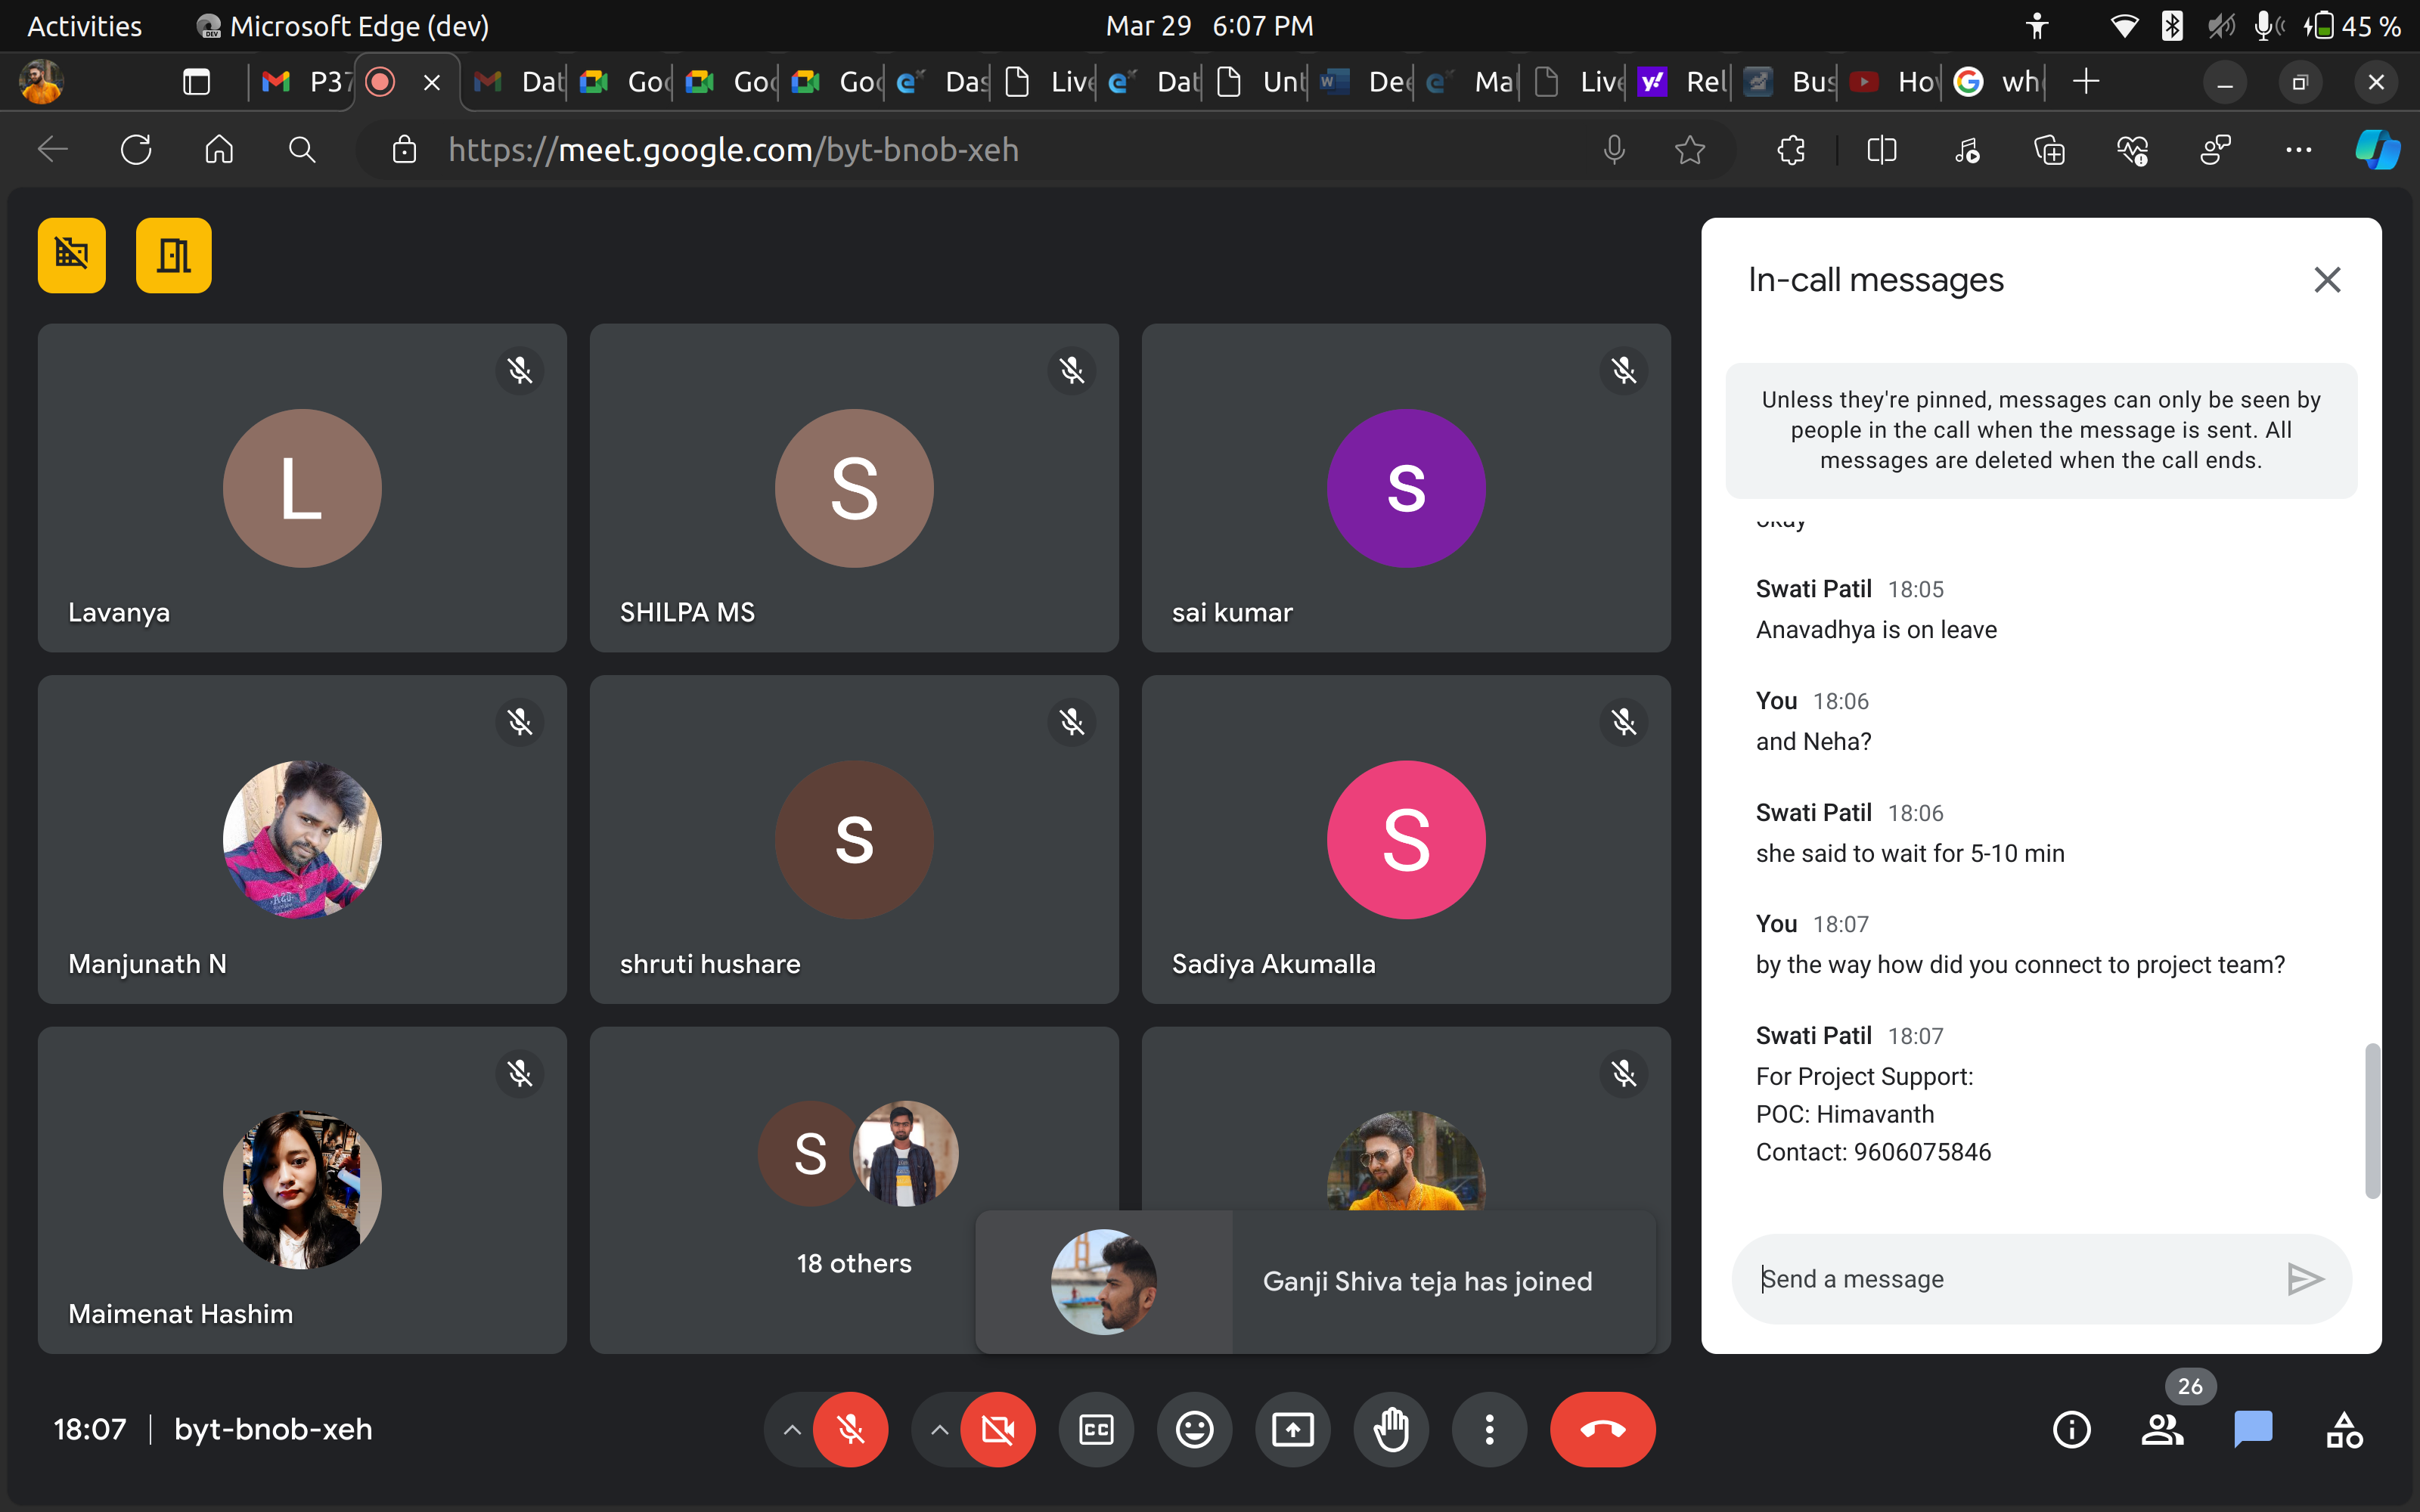 Activities Microsoft Edge (dev) Mar 29 6:07 PM 45 %
P37 Dat Goo Goo Goo Das Live Dat Unt Dee Mai Live Rel Bus How wh
https://meet.google.com/byt-bnob-xeh
L
Lavanya
S
SHILPA MS
s
sai kumar
Manjunath N
s
shruti hushare
S
Sadiya Akumalla
Maimenat Hashim
S
18 others
Ganji Shiva teja has joined
In-call messages
Unless they're pinned, messages can only be seen by
people in the call when the message is sent. All
messages are deleted when the call ends.
okay
Swati Patil 18:05
Anavadhya is on leave
You 18:06
and Neha?
Swati Patil 18:06
she said to wait for 5-10 min
You 18:07
by the way how did you connect to project team?
Swati Patil 18:07
For Project Support:
POC: Himavanth
Contact: 9606075846
Send a message
18:07 | byt-bnob-xeh
CC
26